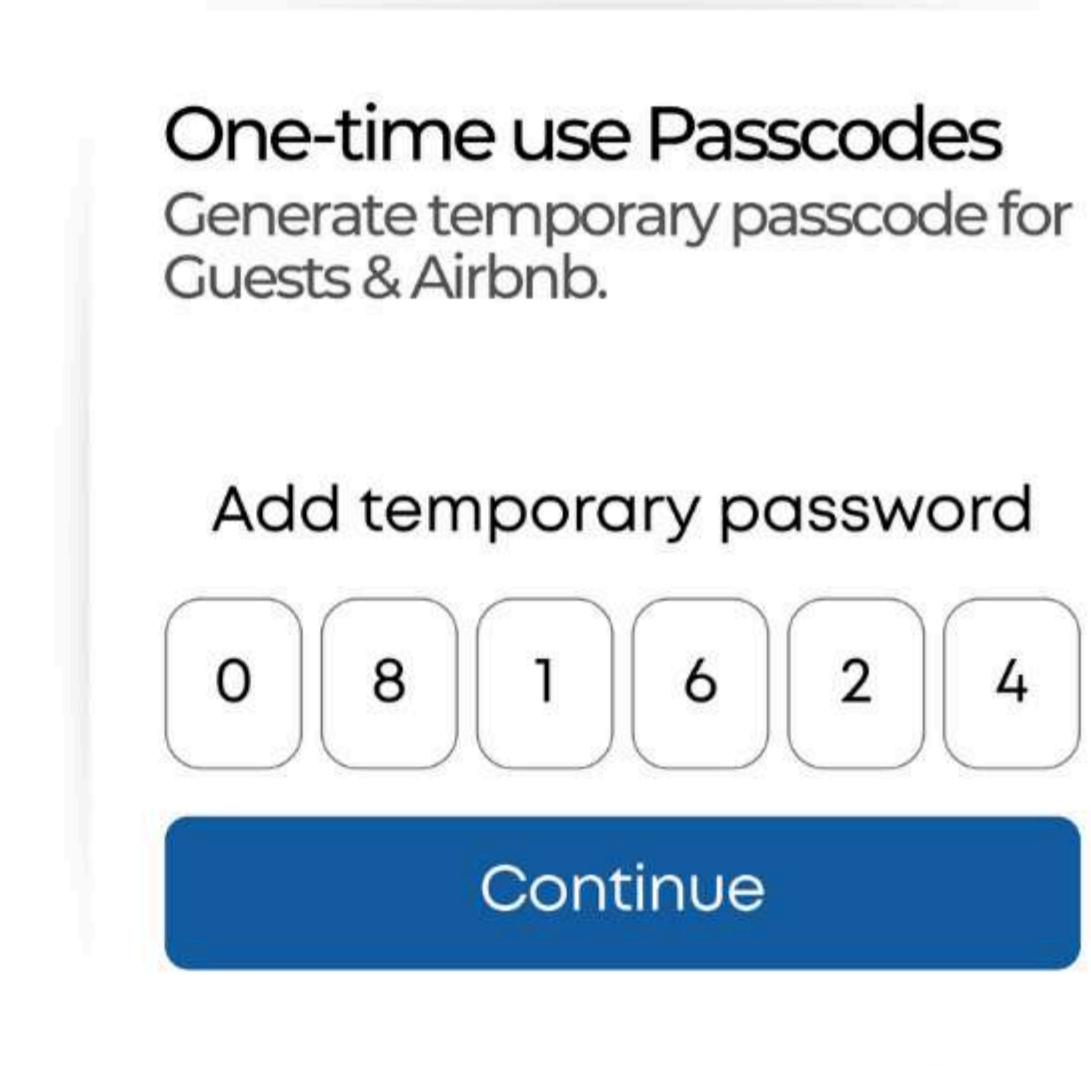 One-time use Passcodes
Generate temporary passcode for
Guests & Airbnb.
Add temporary password
0 8 1 6 2 4
Continue